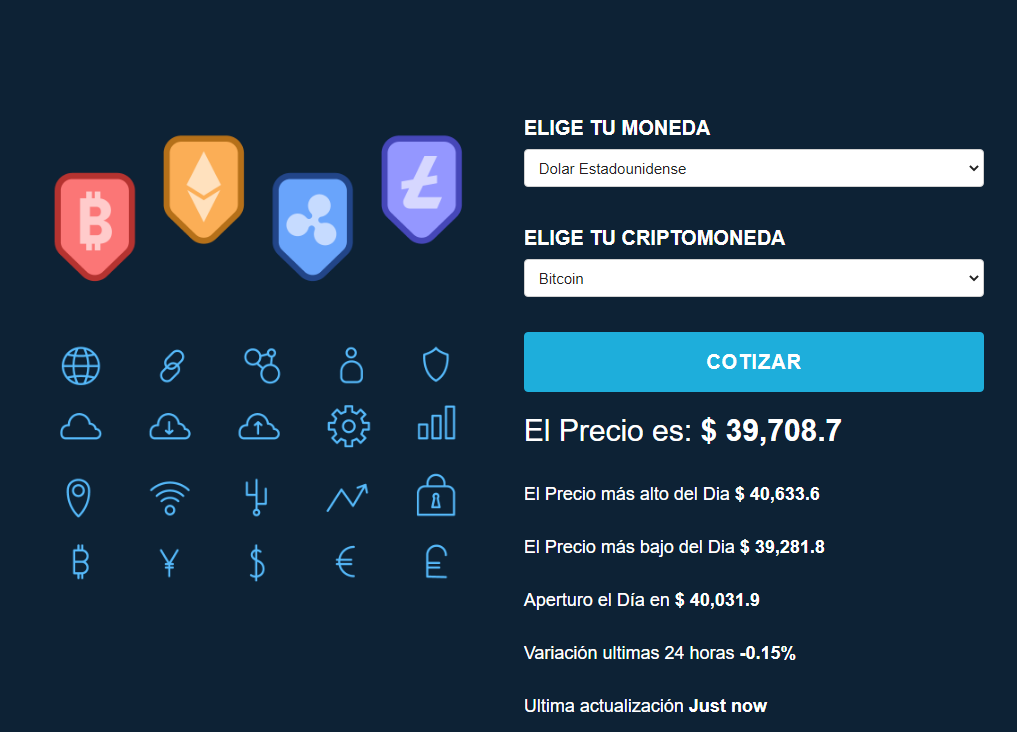 ELIGE TU MONEDA
Dolar Estadounidense
ELIGE TU CRIPTOMONEDA
Bitcoin
COTIZAR
El Precio es: $ 39,708.7
El Precio más alto del Dia $ 40,633.6
El Precio más bajo del Dia $ 39,281.8
Aperturo el Día en $ 40,031.9
Variación ultimas 24 horas -0.15%
Ultima actualización Just now